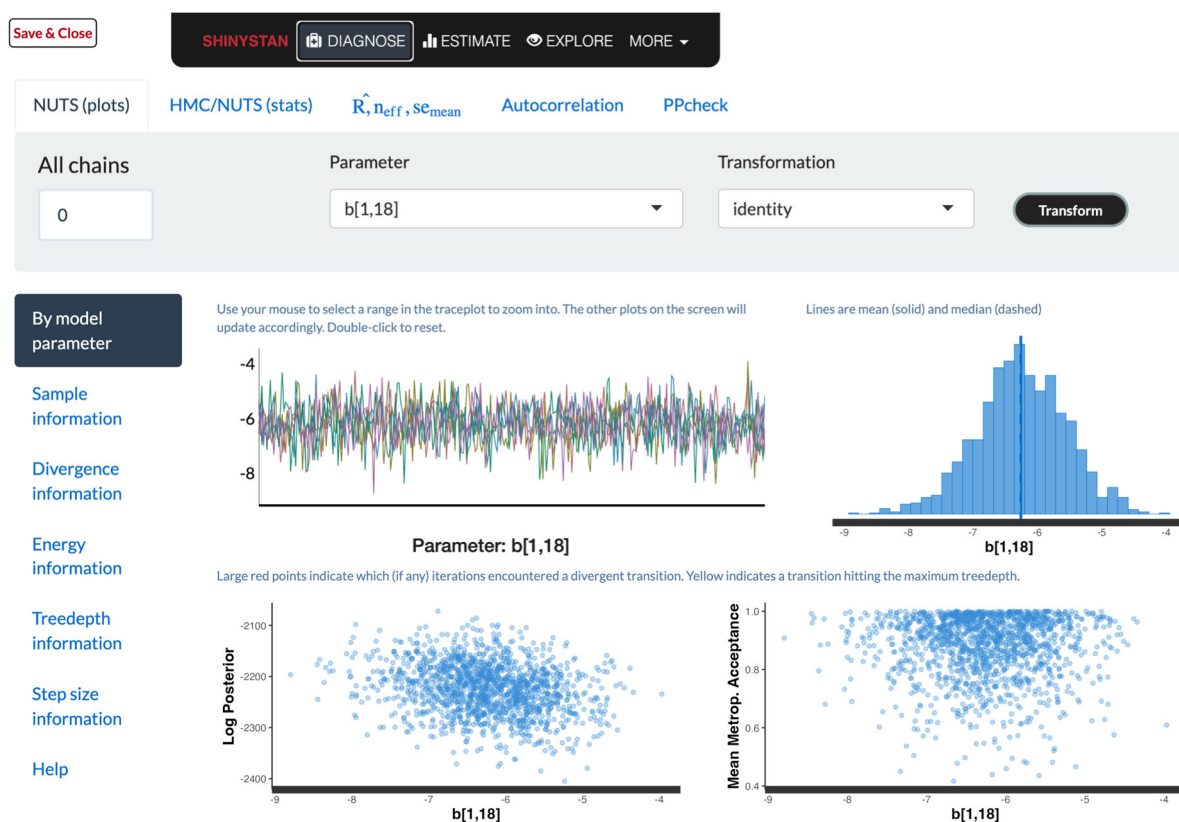 Save & Close
SHINYSTAN DIAGNOSE ESTIMATE EXPLORE MORE
NUTS (plots) HMC/NUTS (stats) R̂, n_eff, se_mean Autocorrelation PPcheck
All chains Parameter Transformation
0 b[1,18] identity Transform
By model
parameter
Sample
information
Divergence
information
Energy
information
Treedepth
information
Step size
information
Help
Use your mouse to select a range in the traceplot to zoom into. The other plots on the screen will
update accordingly. Double-click to reset.
-4
-6
-8
Parameter: b[1,18]
Lines are mean (solid) and median (dashed)
-9 -8 -7 -6 -5 -4
b[1,18]
Large red points indicate which (if any) iterations encountered a divergent transition. Yellow indicates a transition hitting the maximum treedepth.
Log Posterior
-2100
-2200
-2300
-2400
-9 -8 -7 -6 -5 -4
b[1,18]
Mean Metrop. Acceptance
1.0
0.8
0.6
0.4
-9 -8 -7 -6 -5 -4
b[1,18]